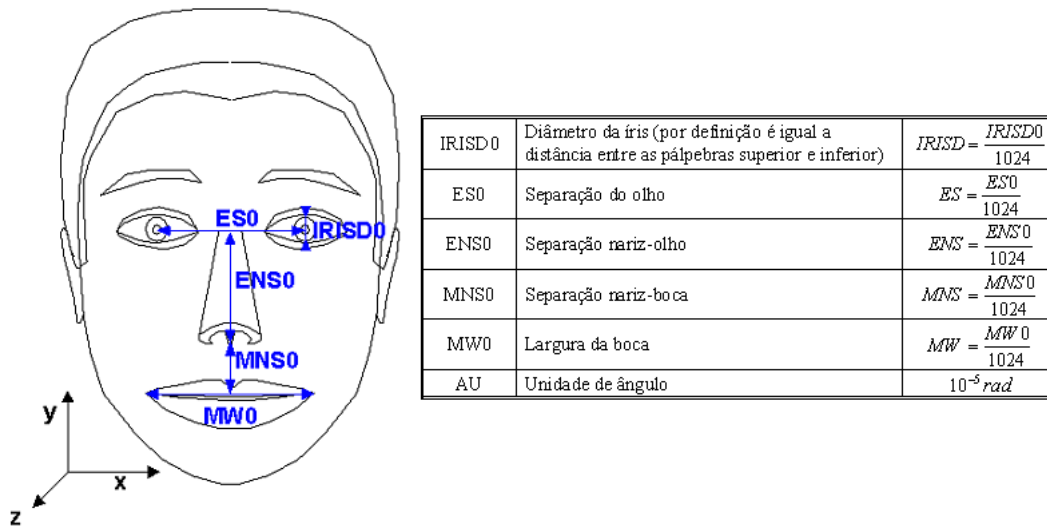 ES0
IRISD0
ENS0
MNS0
MW0
y
x
z
IRISD0 Diâmetro da íris (por definição é igual a distância entre as pálpebras superior e inferior) IRISD = IRISD0 / 1024
ES0 Separação do olho ES = ES0 / 1024
ENS0 Separação nariz-olho ENS = ENS0 / 1024
MNS0 Separação nariz-boca MNS = MNS0 / 1024
MW0 Largura da boca MW = MW0 / 1024
AU Unidade de ângulo 10⁻⁵ rad